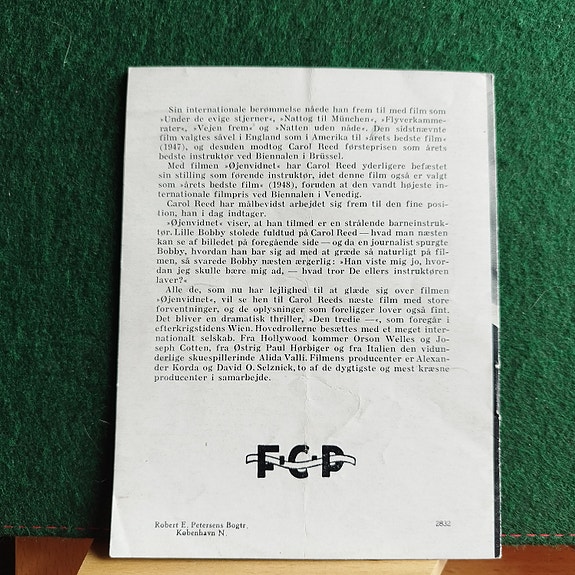 Sin internationale berømmelse nåede han frem til med film som
»Under de evige stjerner«, »Nattog til München«, »Flyverkamme-
rater«, »Vejen frem« og »Natten uden nåde«. Den sidstnævnte
film valgtes såvel i England som i Amerika til »årets bedste film«
(1947), og desuden modtog Carol Reed førsteprisen som årets
bedste instruktør ved Biennalen i Brüssel.
Med filmen »Øjenvidnet« har Carol Reed yderligere befæstet
sin stilling som førende instruktør, idet denne film også er valgt
som »årets bedste film« (1948), foruden at den vandt højeste in-
ternationale filmpris ved Biennalen i Venedig.
Carol Reed har målbevidst arbejdet sig frem til den fine posi-
tion, han i dag indtager.
»Øjenvidnet« viser, at han tilmed er en strålende barneinstruk-
tør. Lille Bobby stolede fuldtud på Carol Reed — hvad man næsten
kan se af billedet på foregående side — og da en journalist spurgte
Bobby, hvordan han bar sig ad med at græde så naturligt på fil-
men, så svarede Bobby næsten ærgerlig: »Han viste mig jo, hvor-
dan jeg skulle bære mig ad, — hvad tror De ellers instruktøren
laver?«
Alle de, som nu har lejlighed til at glæde sig over filmen
»Øjenvidnet«, vil se hen til Carol Reeds næste film med store
forventninger, og de oplysninger som foreligger lover også fint.
Det bliver en dramatisk thriller, »Den tredie —«, som foregår i
efterkrigstidens Wien. Hovedrollerne besættes med et meget inter-
nationalt selskab. Fra Hollywood kommer Orson Welles og Jo-
seph Cotten, fra Østrig Paul Hørbiger og fra Italien den vidun-
derlige skuespillerinde Alida Valli. Filmens producenter er Alexan-
der Korda og David O. Selznick, to af de dygtigste og mest kræsne
producenter i samarbejde.
F.C.P
Robert E. Petersens Bogtr.
København N.
2832